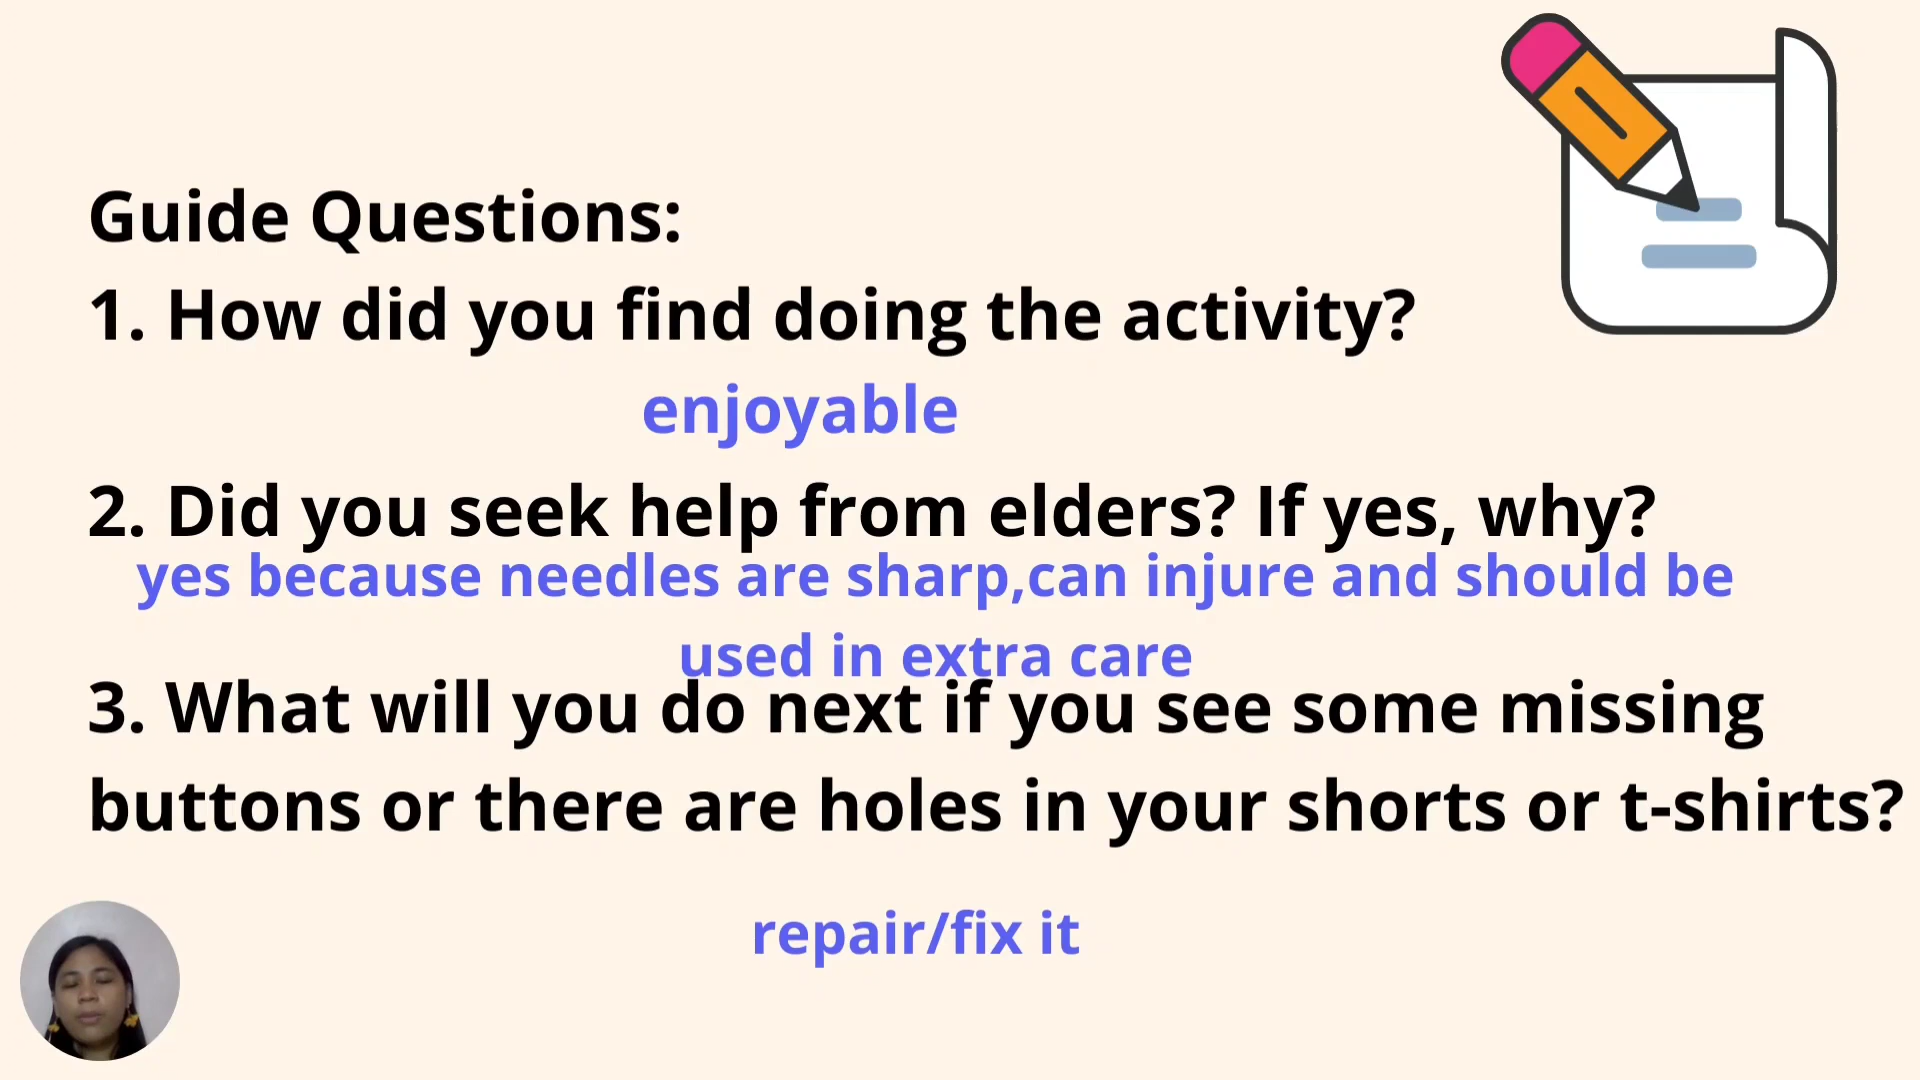 Guide Questions:
1. How did you find doing the activity?
enjoyable
2. Did you seek help from elders? If yes, why?
yes because needles are sharp,can injure and should be
used in extra care
3. What will you do next if you see some missing
buttons or there are holes in your shorts or t-shirts?
repair/fix it